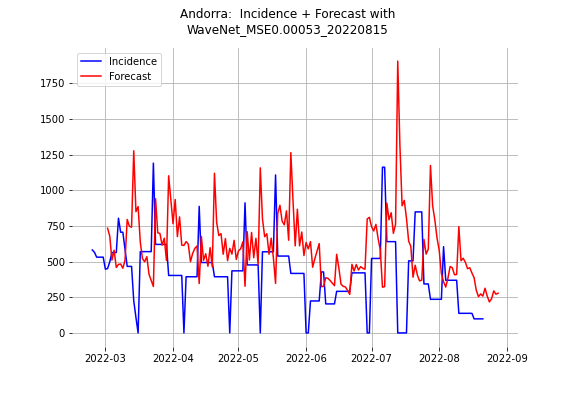 Andorra:  Incidence + Forecast with
WaveNet_MSE0.00053_20220815
Incidence
Forecast
1750
1500
1250
1000
750
500
250
0
2022-03 2022-04 2022-05 2022-06 2022-07 2022-08 2022-09